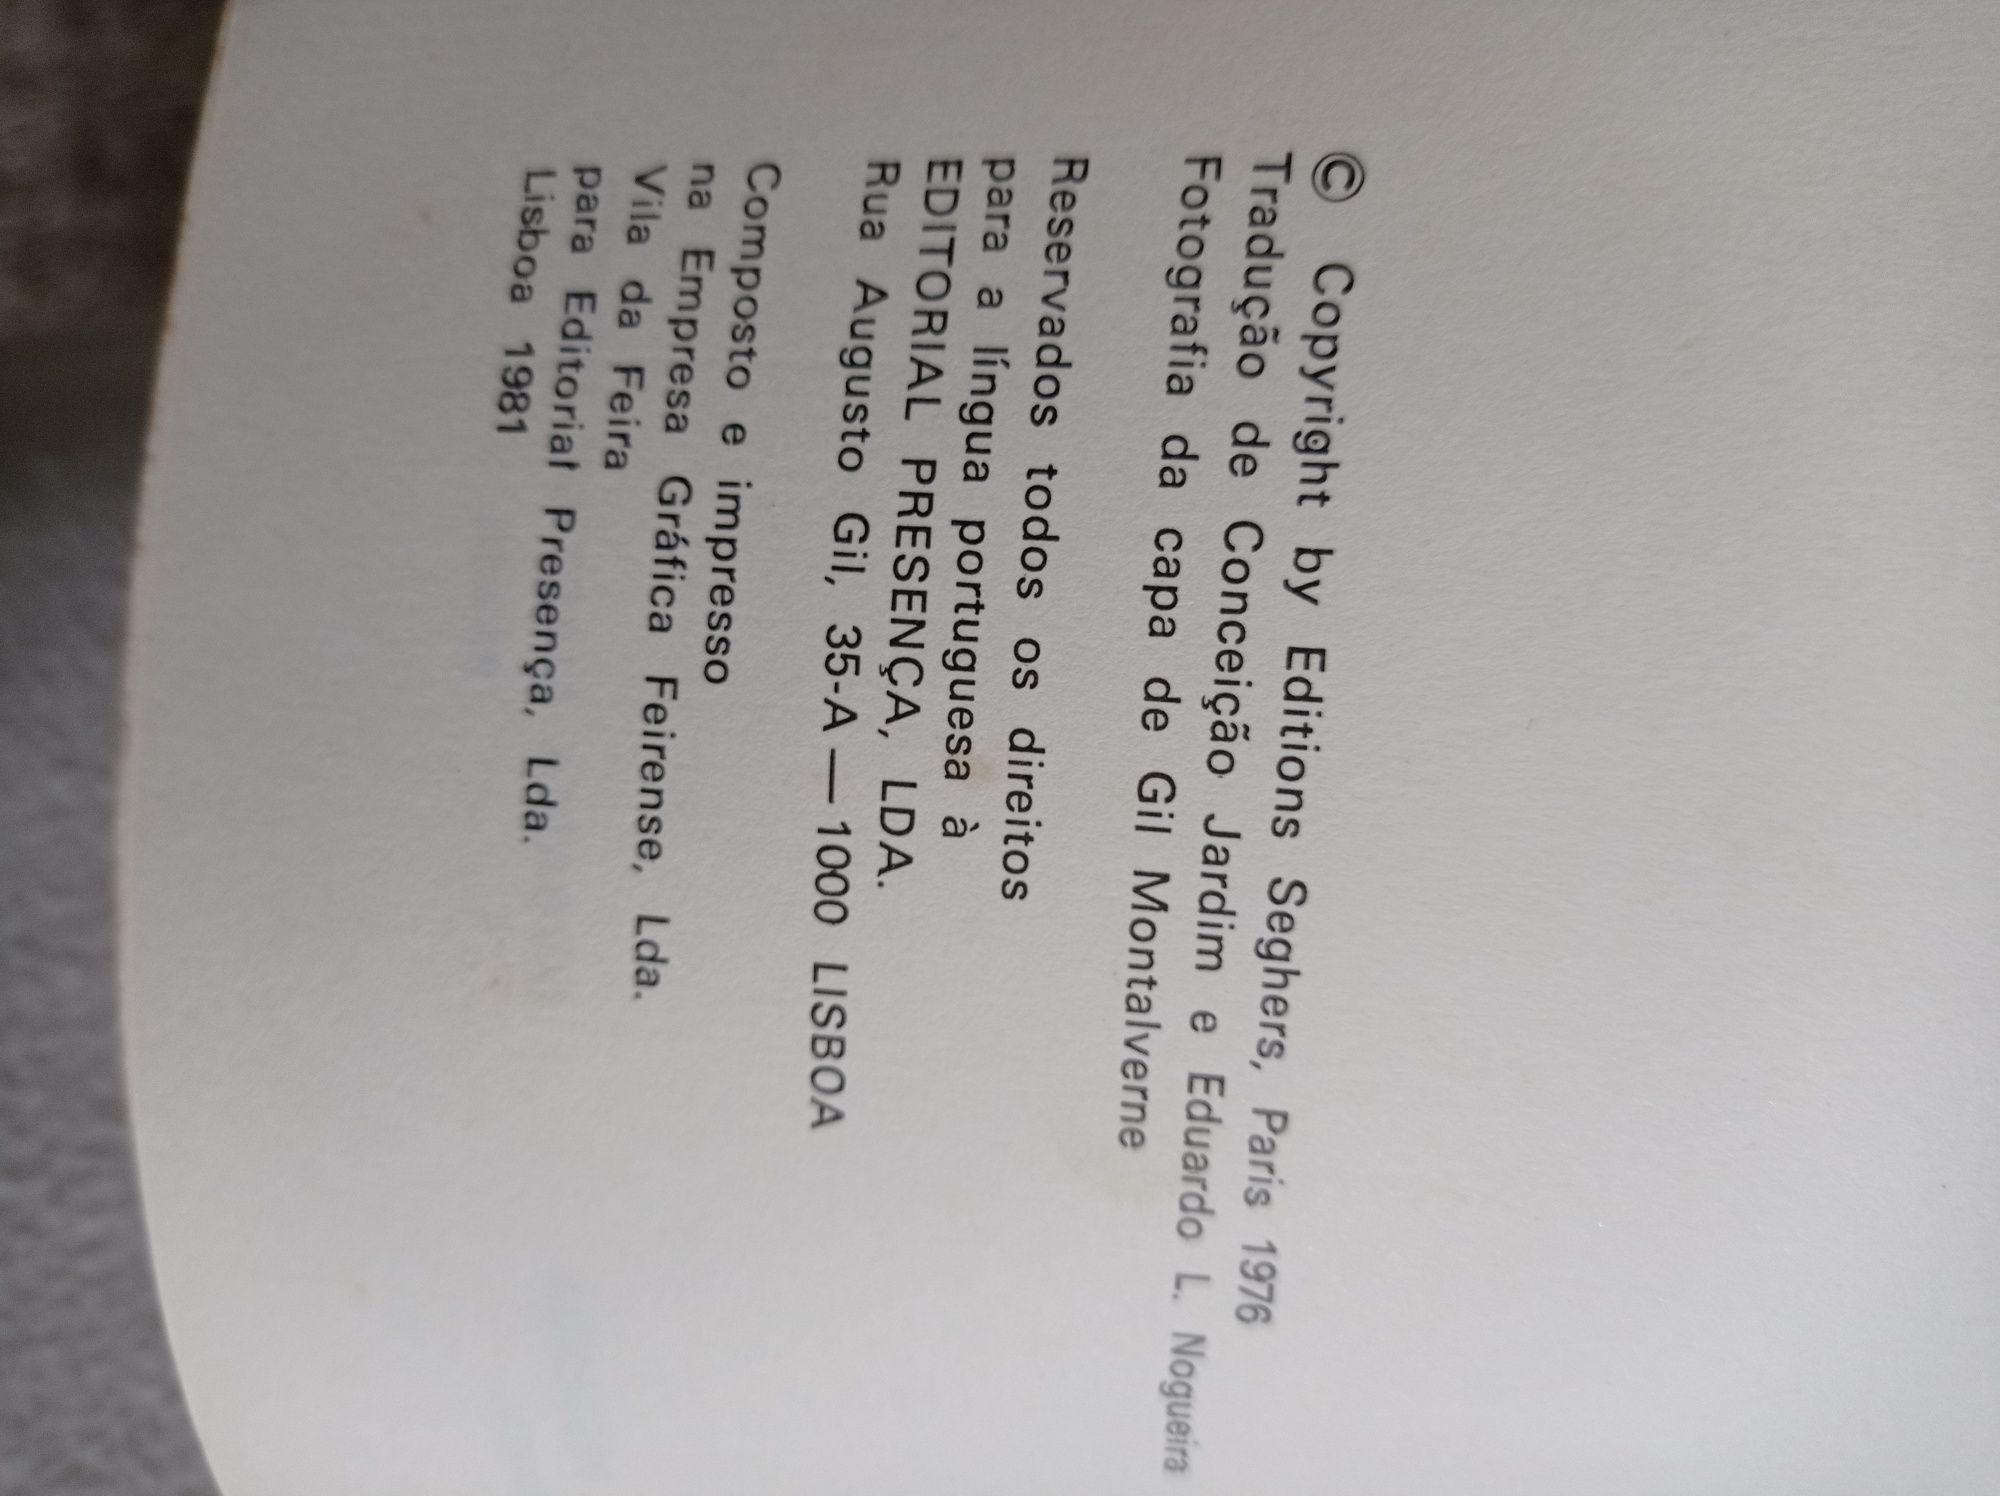 © Copyright by Editions Seghers, Paris 1976
Tradução de Conceição Jardim e Eduardo L. Nogueira
Fotografia da capa de Gil Montalverne
Reservados todos os direitos
para a língua portuguesa à
EDITORIAL PRESENÇA, LDA.
Rua Augusto Gil, 35-A — 1000 LISBOA
Composto e impresso
na Empresa Gráfica Feirense, Lda.
Vila da Feira
para Editorial Presença, Lda.
Lisboa 1981